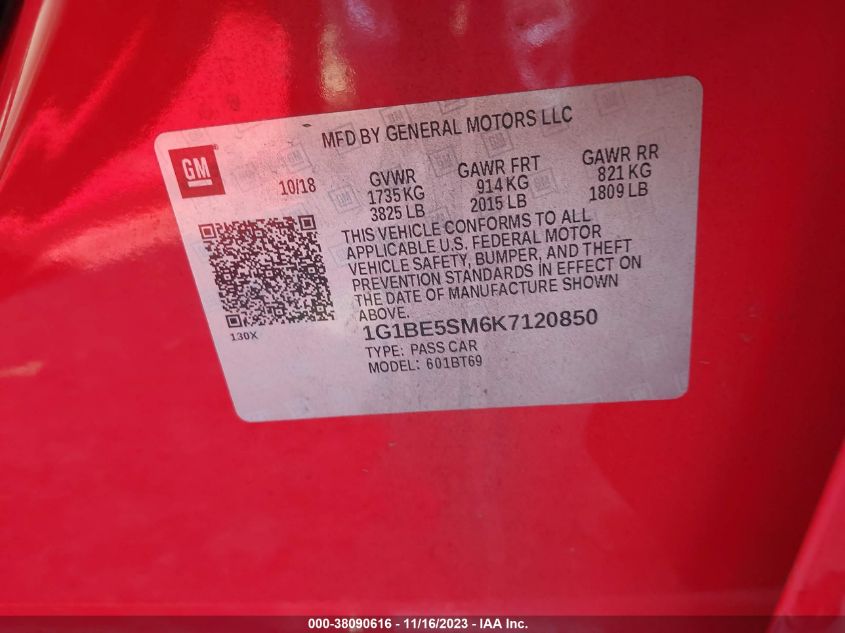 MFD BY GENERAL MOTORS LLC
GM
10/18
GVWR
1735 KG
3825 LB
GAWR FRT
914 KG
2015 LB
GAWR RR
821 KG
1809 LB
THIS VEHICLE CONFORMS TO ALL
APPLICABLE U.S. FEDERAL MOTOR
VEHICLE SAFETY, BUMPER, AND THEFT
PREVENTION STANDARDS IN EFFECT ON
THE DATE OF MANUFACTURE SHOWN
ABOVE.
130X
1G1BE5SM6K7120850
TYPE: PASS CAR
MODEL: 601BT69
000-38090616 - 11/16/2023 - IAA Inc.